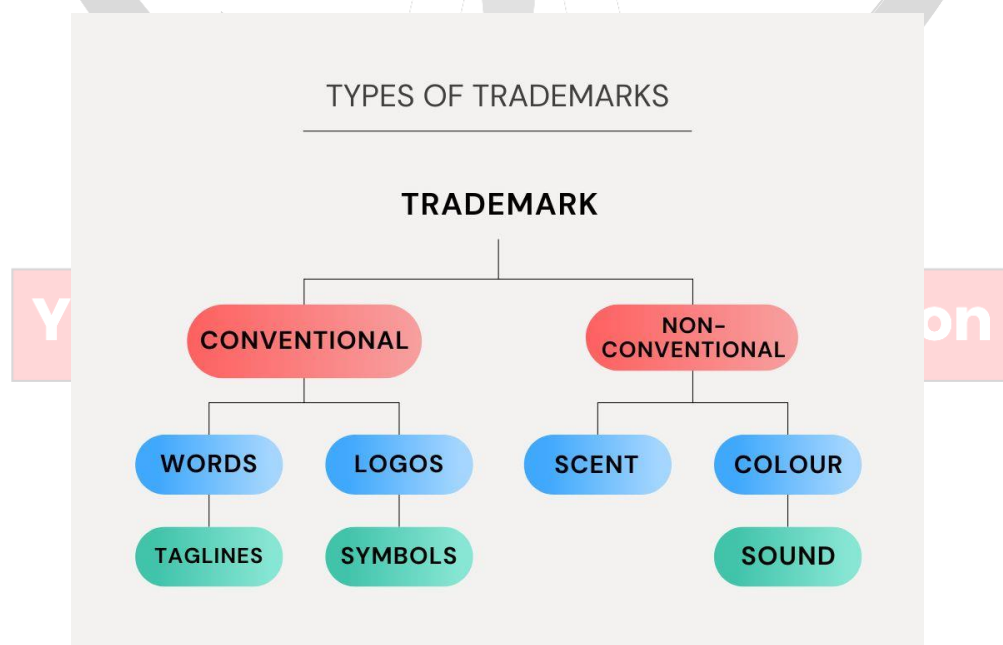 TYPES OF TRADEMARKS
TRADEMARK
CONVENTIONAL
NON-
CONVENTIONAL
WORDS
LOGOS
SCENT
COLOUR
TAGLINES
SYMBOLS
SOUND